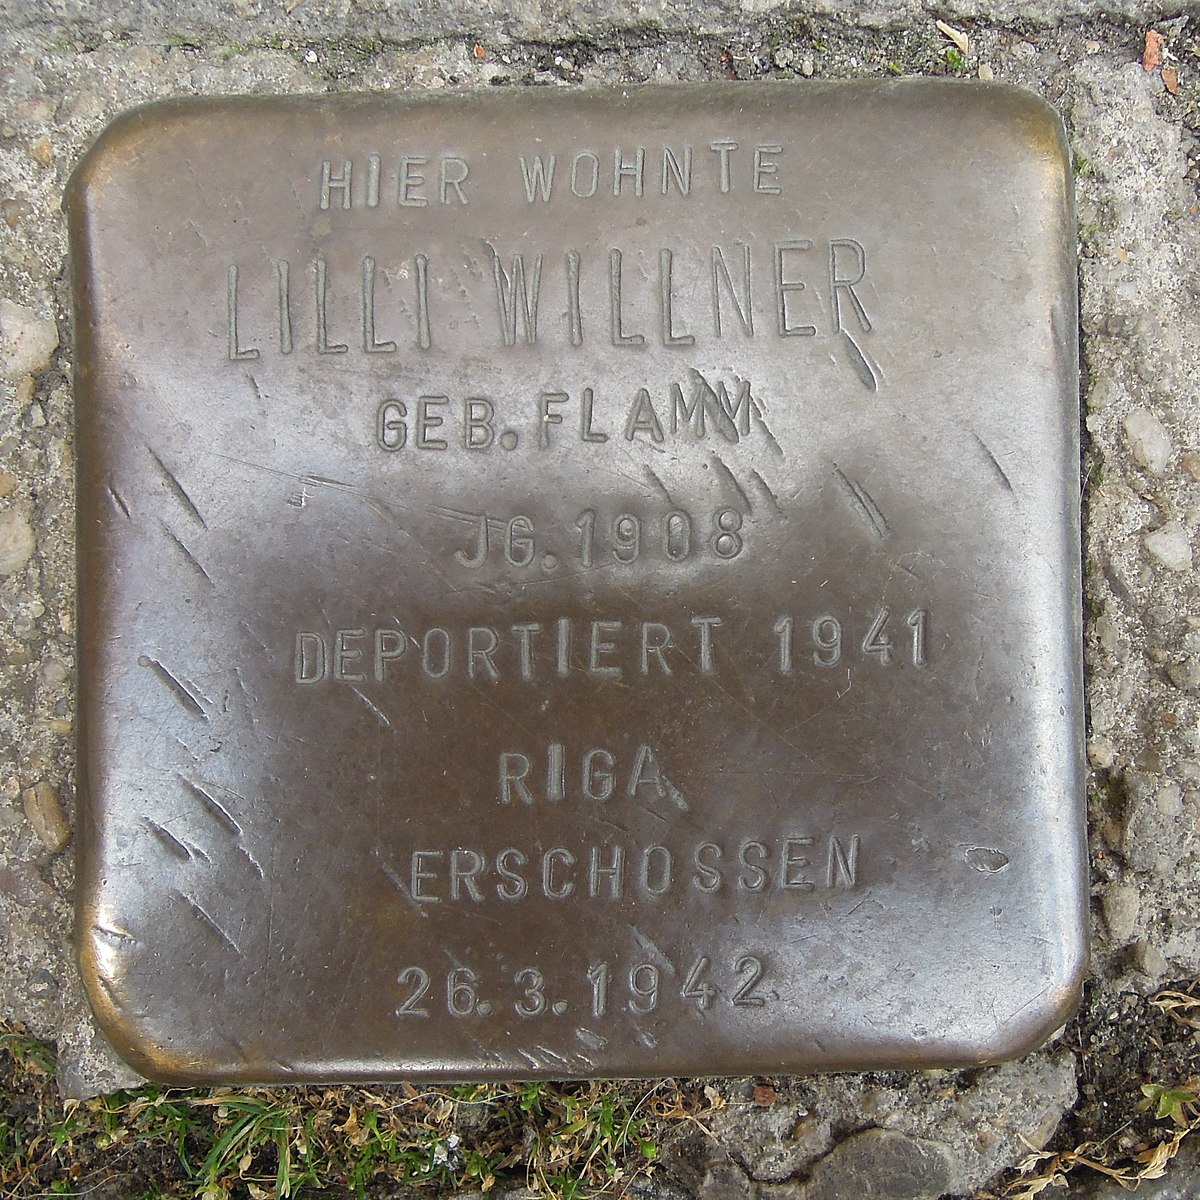 HIER WOHNTE
LILLI WILLNER
GEB. FLAMM
JG. 1908
DEPORTIERT 1941
RIGA
ERSCHOSSEN
26.3.1942